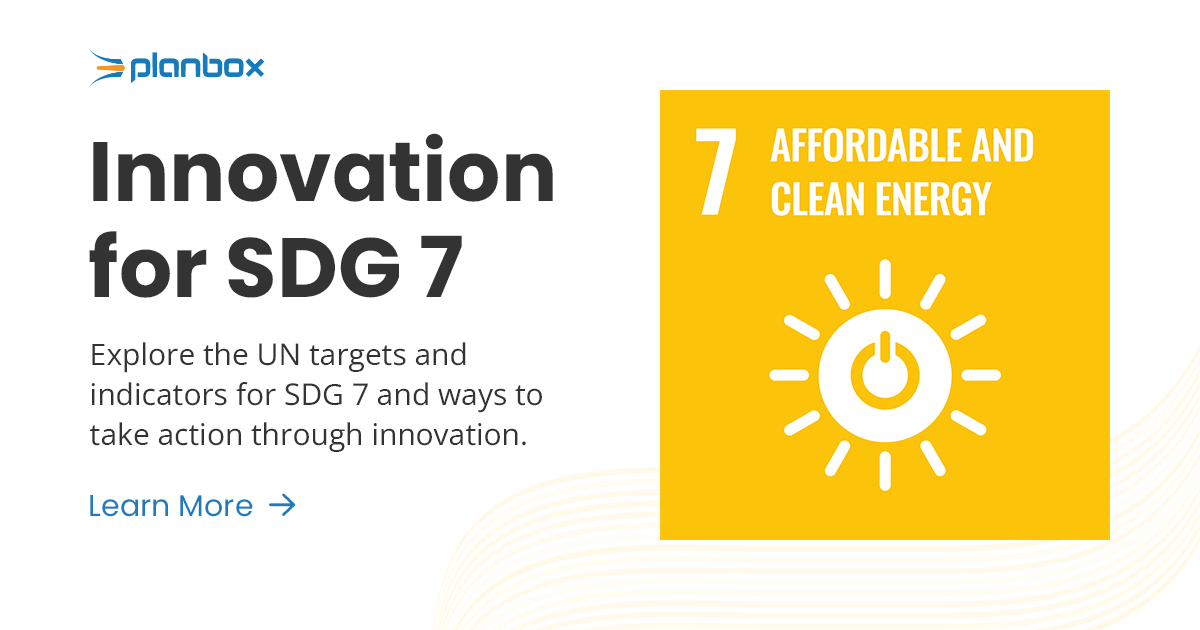 planbox
Innovation
for SDG 7
Explore the UN targets and
indicators for SDG 7 and ways to
take action through innovation.
Learn More →
7
AFFORDABLE AND
CLEAN ENERGY